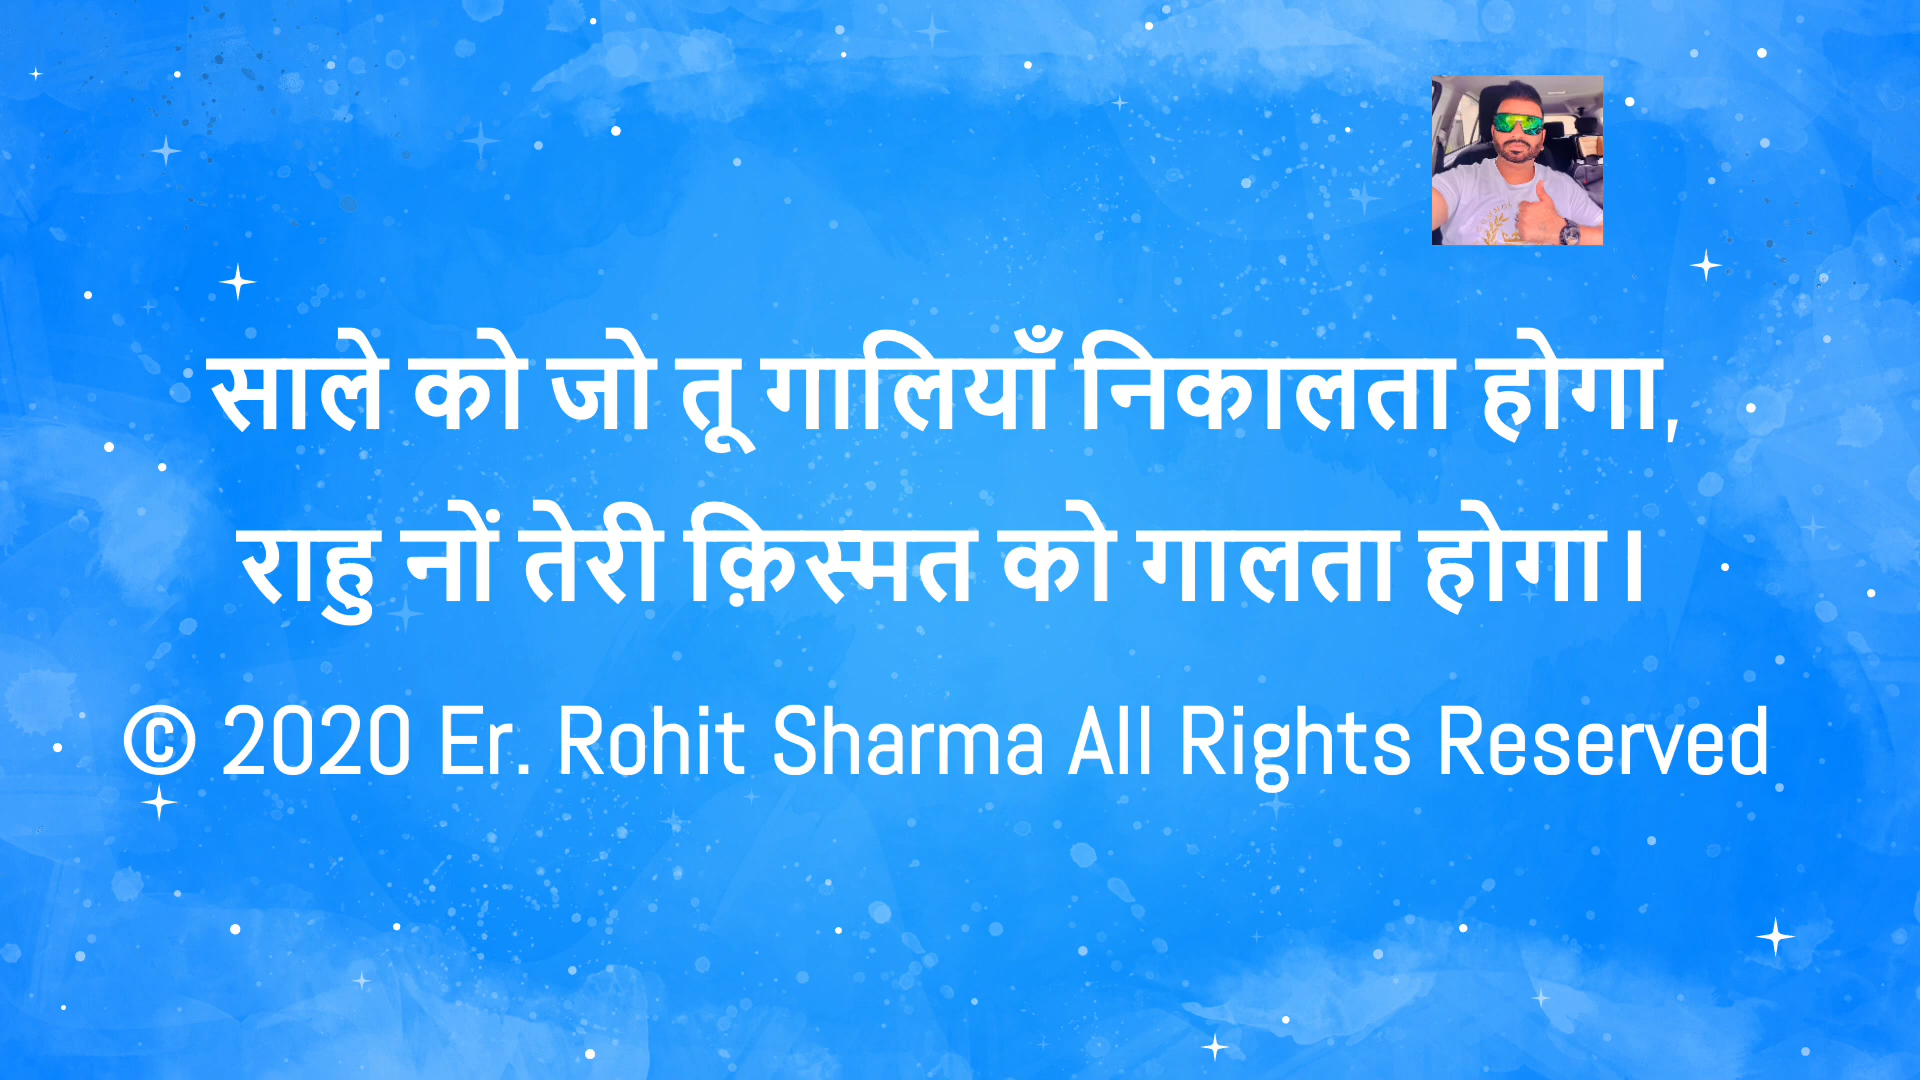 साले को जो तू गालियाँ निकालता होगा,
राहु नों तेरी क़िस्मत को गालता होगा।
© 2020 Er. Rohit Sharma All Rights Reserved